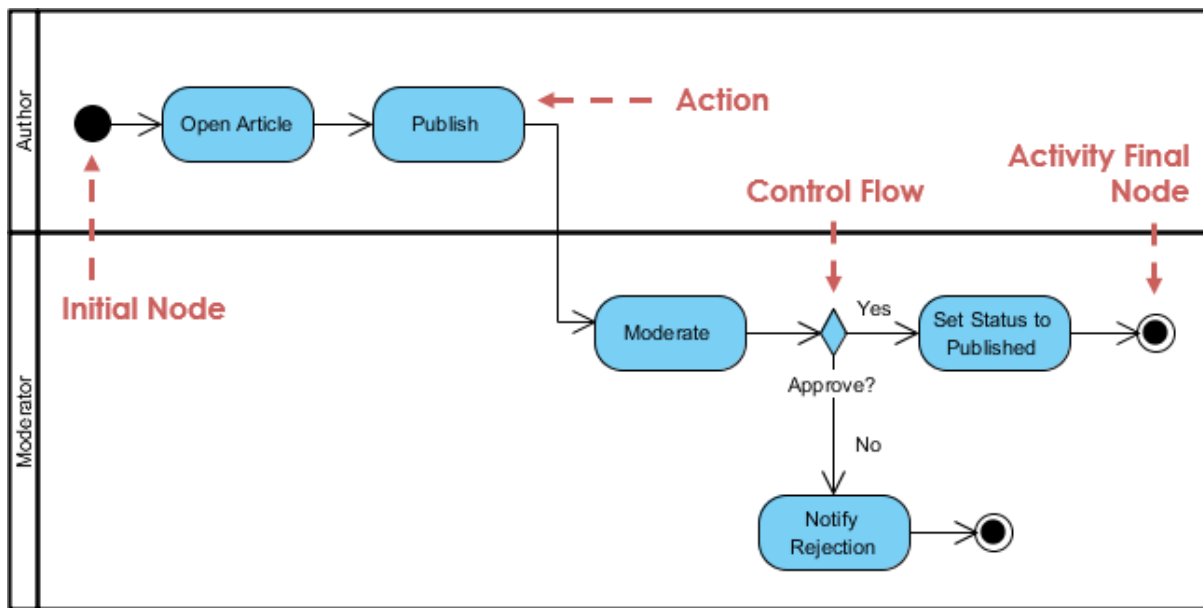 Author
Open Article
Publish
Action
Control Flow
Activity Final
Node
Initial Node
Moderator
Moderate
Yes
Set Status to
Published
Approve?
No
Notify
Rejection